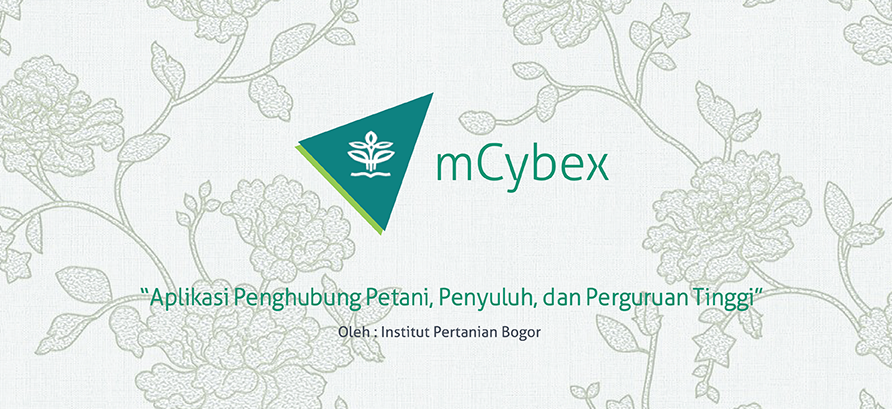 mCybex
"Aplikasi Penghubung Petani, Penyuluh, dan Perguruan Tinggi"
Oleh : Institut Pertanian Bogor